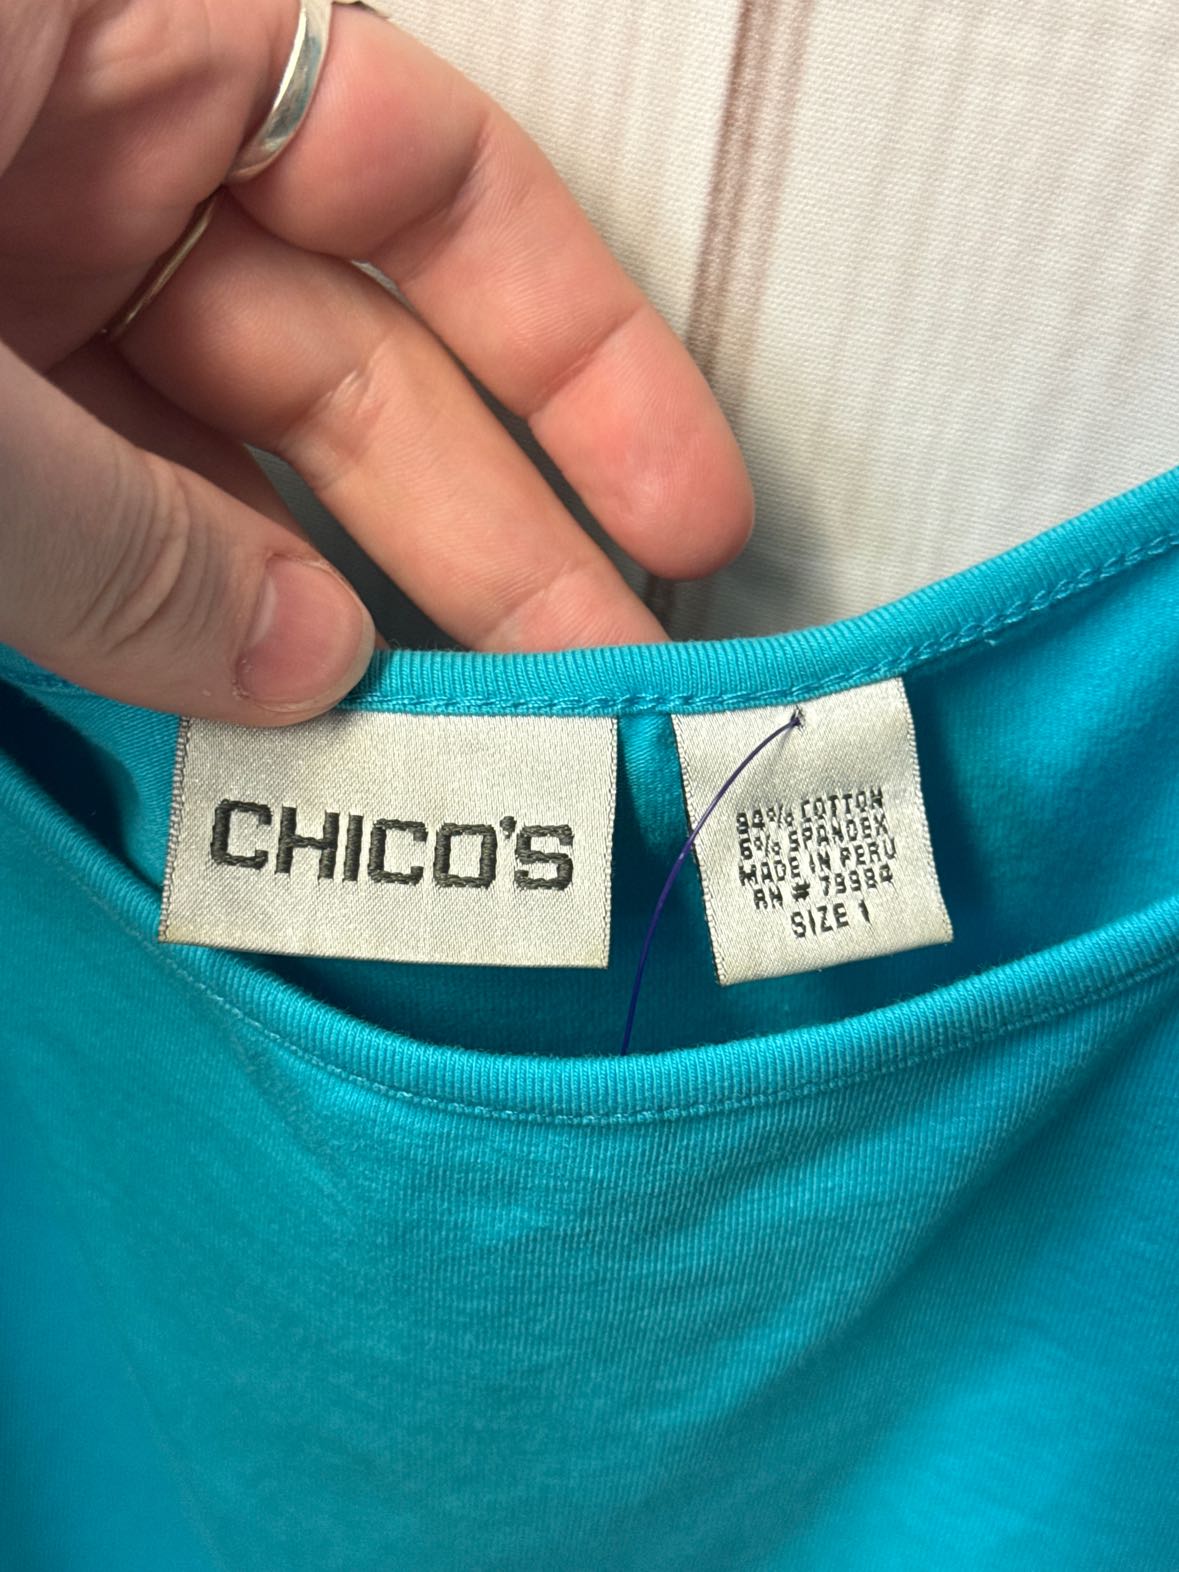 CHICO'S
94% COTTON
6% SPANDEX
MADE IN PERU
RN # 79984
SIZE 1